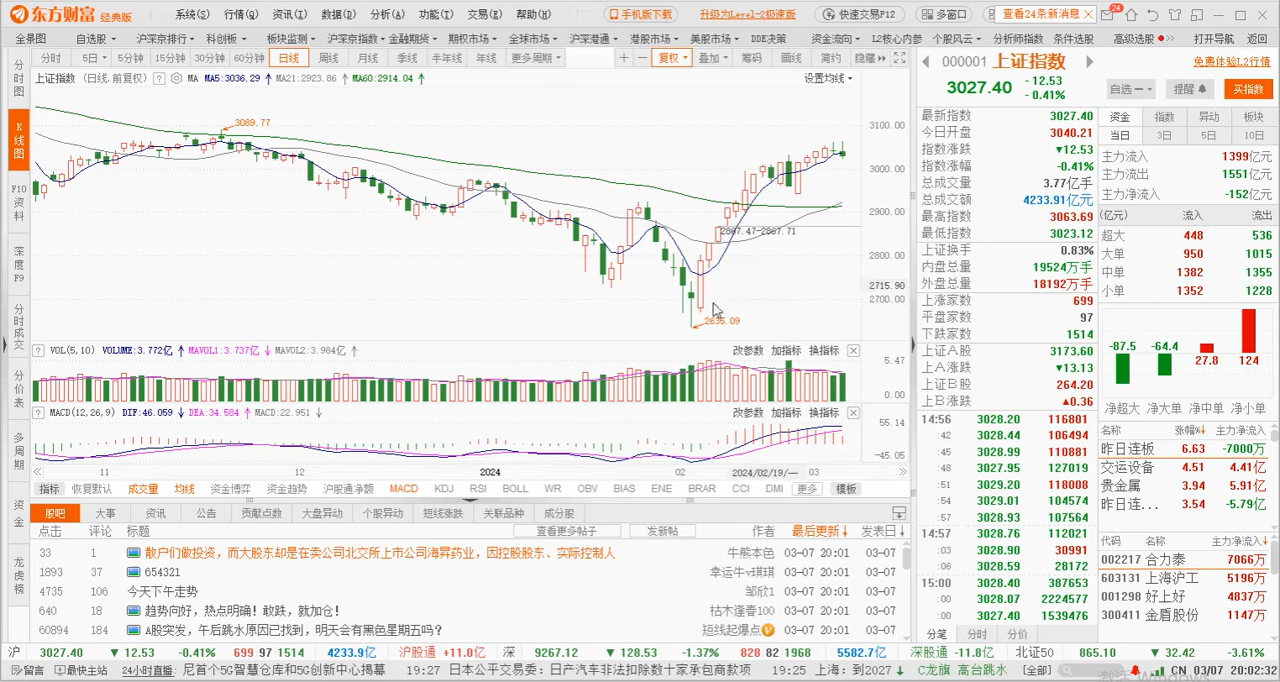 东方财富 经典版 系统(S) 行情(Q) 资讯(I) 数据(D) 分析(A) 功能(T) 交易(E) 帮助(H) 手机版下载 升级为Level-2极速版 快速交易F12 多窗口 查看24条新消息 24
全景图 自选股 沪深京排行 科创板 板块监测 沪深京指数 金融期货 期权市场 全球市场 沪深港通 港股市场 美股市场 DDE决策 资金流向 L2核心内参 个股风云 分析师指数 条件选股 高级选股 打开导航 返回
分时 5日 5分钟 15分钟 30分钟 60分钟 日线 周线 月线 季线 半年线 年线 更多周期 复权 叠加 筹码 画线 简约 隐藏
上证指数 (日线,前复权) ? MA MA5:3036.29 MA21:2923.86 MA60:2914.04 设置均线
分时图
K线图
F10资料
深度F9
分时成交
分价表
多周期
资金
龙虎榜
3089.77
2867.47-2867.71
2635.09
3100.00
3000.00
2900.00
2800.00
2715.90
2700.00
? VOL(5,10) VOLUME:3.772亿 MAVOL1:3.737亿 MAVOL2:3.984亿 改参数 加指标 换指标
5.47
0.00
? MACD(12,26,9) DIF:46.059 DEA:34.584 MACD:22.951 改参数 加指标 换指标
55.14
-45.05
11 12 2024 02 2024/02/19/一 03
指标 恢复默认 成交量 均线 资金博弈 资金趋势 沪股通净额 MACD KDJ RSI BOLL WR OBV BIAS ENE BRAR CCI DMI 更多 模板
股吧 大事 资讯 公告 贡献点数 大盘异动 个股异动 短线涨跌 关联品种 成分股
点击 评论 标题 查看更多帖子 发新帖 作者 最后更新 发表日
33 1 散户们做投资，而大股东却是在卖公司北交所上市公司海昇药业，因控股股东、实际控制人 牛熊本色 03-07 20:01 03-07
1893 37 654321 幸运牛v琪琪 03-07 20:01 03-07
4735 106 今天下午走势 邹欣1 03-07 20:01 03-07
640 18 趋势向好，热点明确！敢跌，就加仓！ 枯木逢春100 03-07 20:01 03-07
60894 184 A股突发，午后跳水原因已找到，明天会有黑色星期五吗？ 短线起爆点 03-07 20:01 03-07
000001 上证指数 免费体验L2行情
3027.40 - 12.53
- 0.41%
自选 提醒 买指数
最新指数 3027.40
今日开盘 3040.21
指数涨跌 ▼12.53
指数涨幅 -0.41%
总成交量 3.77亿手
总成交额 4233.91亿元
最高指数 3063.69
最低指数 3023.12
上证换手 0.83%
内盘总量 19524万手
外盘总量 18192万手
上涨家数 699
平盘家数 97
下跌家数 1514
上证A股 3173.60
上A涨跌 ▼13.13
上证B股 264.20
上B涨跌 ▲0.36
14:56 3028.20 116801
:42 3028.44 106494
:45 3028.99 110881
:48 3027.95 127019
:51 3029.20 118008
:54 3029.01 104574
:57 3028.93 107564
14:57 3028.76 112021
:03 3028.90 30991
:06 3028.59 28172
15:00 3028.40 387653
:00 3028.07 2224577
:00 3027.40 1539476
分笔 分时 分价
资金 指数 异动 板块
当日 3日 5日 10日
主力流入 1399亿元
主力流出 1551亿元
主力净流入 -152亿元
(亿元) 流入 流出
超大 448 536
大单 950 1015
中单 1382 1355
小单 1352 1228
-87.5 -64.4 27.8 124
净超大 净大单 净中单 净小单
名称 涨幅% 主力净流入
昨日连板 6.63 -7000万
交运设备 4.51 4.41亿
贵金属 3.94 5.91亿
昨日连... 3.54 -5.79亿
代码 名称 主力净流入
002217 合力泰 7066万
603131 上海沪工 5196万
001298 好上好 4837万
300411 金盾股份 1147万
沪 3027.40 ▼ 12.53 -0.41% 699 97 1514 4233.9亿 沪股通 +11.0亿 深 9267.12 ▼ 128.53 -1.37% 828 82 1968 5582.7亿 深股通 -11.8亿 北证50 865.10 ▼ 32.42 -3.61%
留留 最快主站 24小时直播 尼首个5G智慧仓库和5G创新中心揭幕 19:27 日本公平交易委：日产汽车非法扣除数十家承包商款项 19:25 上海：到2027 C龙旗 高台跳水 [全部] CN 03/07 20:02:32